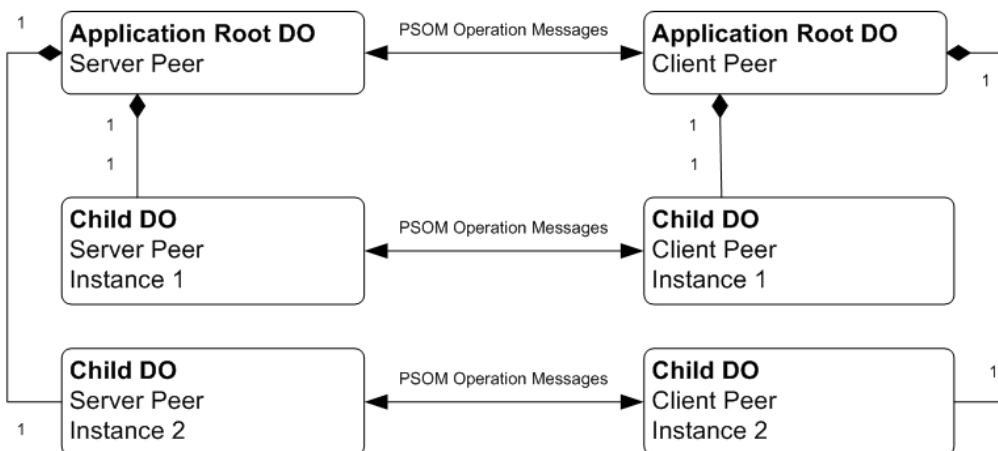 1
Application Root DO
Server Peer
PSOM Operation Messages
Application Root DO
Client Peer
1
1
1
1
1
Child DO
Server Peer
Instance 1
PSOM Operation Messages
Child DO
Client Peer
Instance 1
Child DO
Server Peer
Instance 2
PSOM Operation Messages
Child DO
Client Peer
Instance 2
1
1